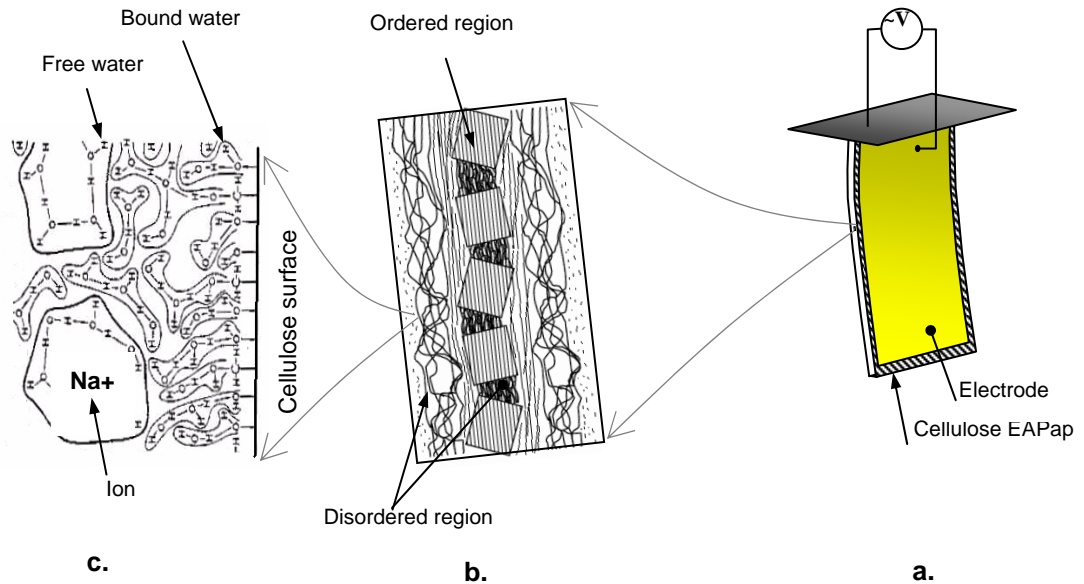 Bound water
Free water
Ordered region
~V
Cellulose surface
Na+
Ion
Disordered region
Electrode
Cellulose EAPap
c.
b.
a.